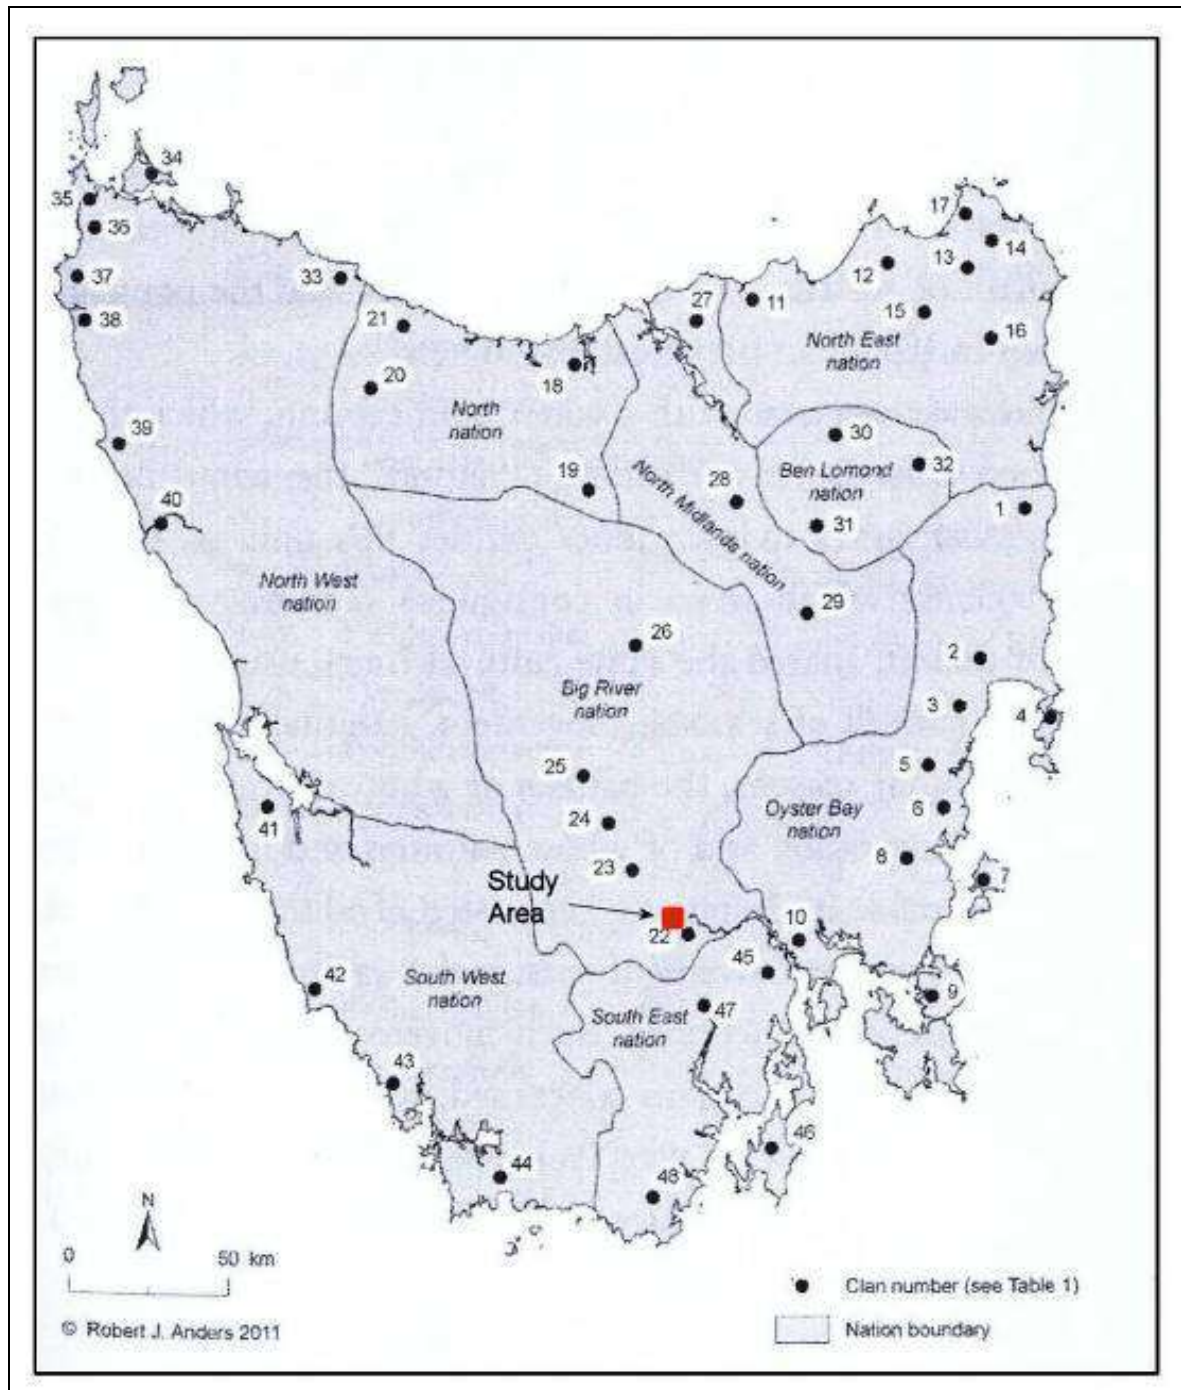 34
35
36
37
38
33
21
20
18
19
North
nation
27
11
12
17
13
14
15
16
North East
nation
30
32
Ben Lomond
nation
31
28
North Midlands nation
29
1
39
40
North West
nation
26
Big River
nation
2
3
4
5
6
Oyster Bay
nation
8
7
25
24
23
Study
Area
22
10
9
41
42
South West
nation
43
44
45
47
South East
nation
46
48
N
0 50 km
© Robert J. Anders 2011
Clan number (see Table 1)
Nation boundary